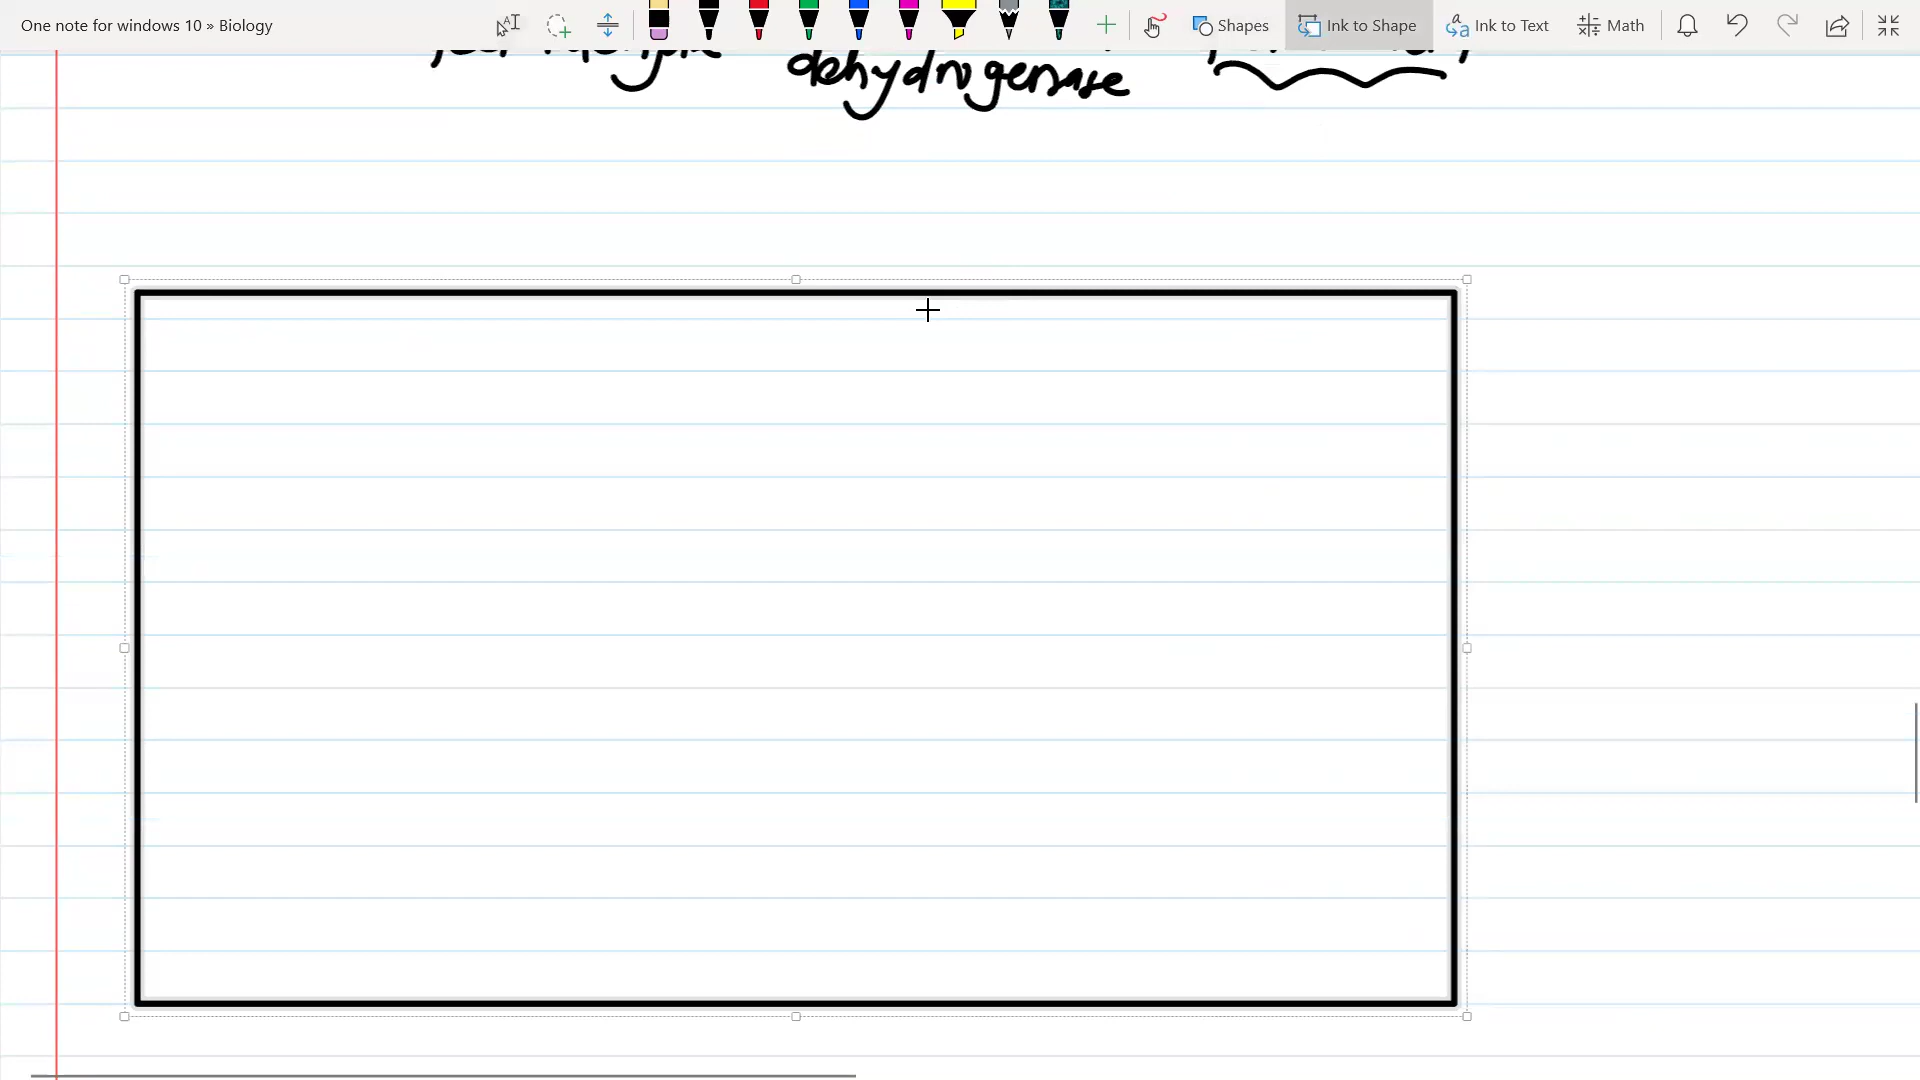 One note for windows 10 » Biology
Shapes
Ink to Shape
Ink to Text
Math
dehydrogenase